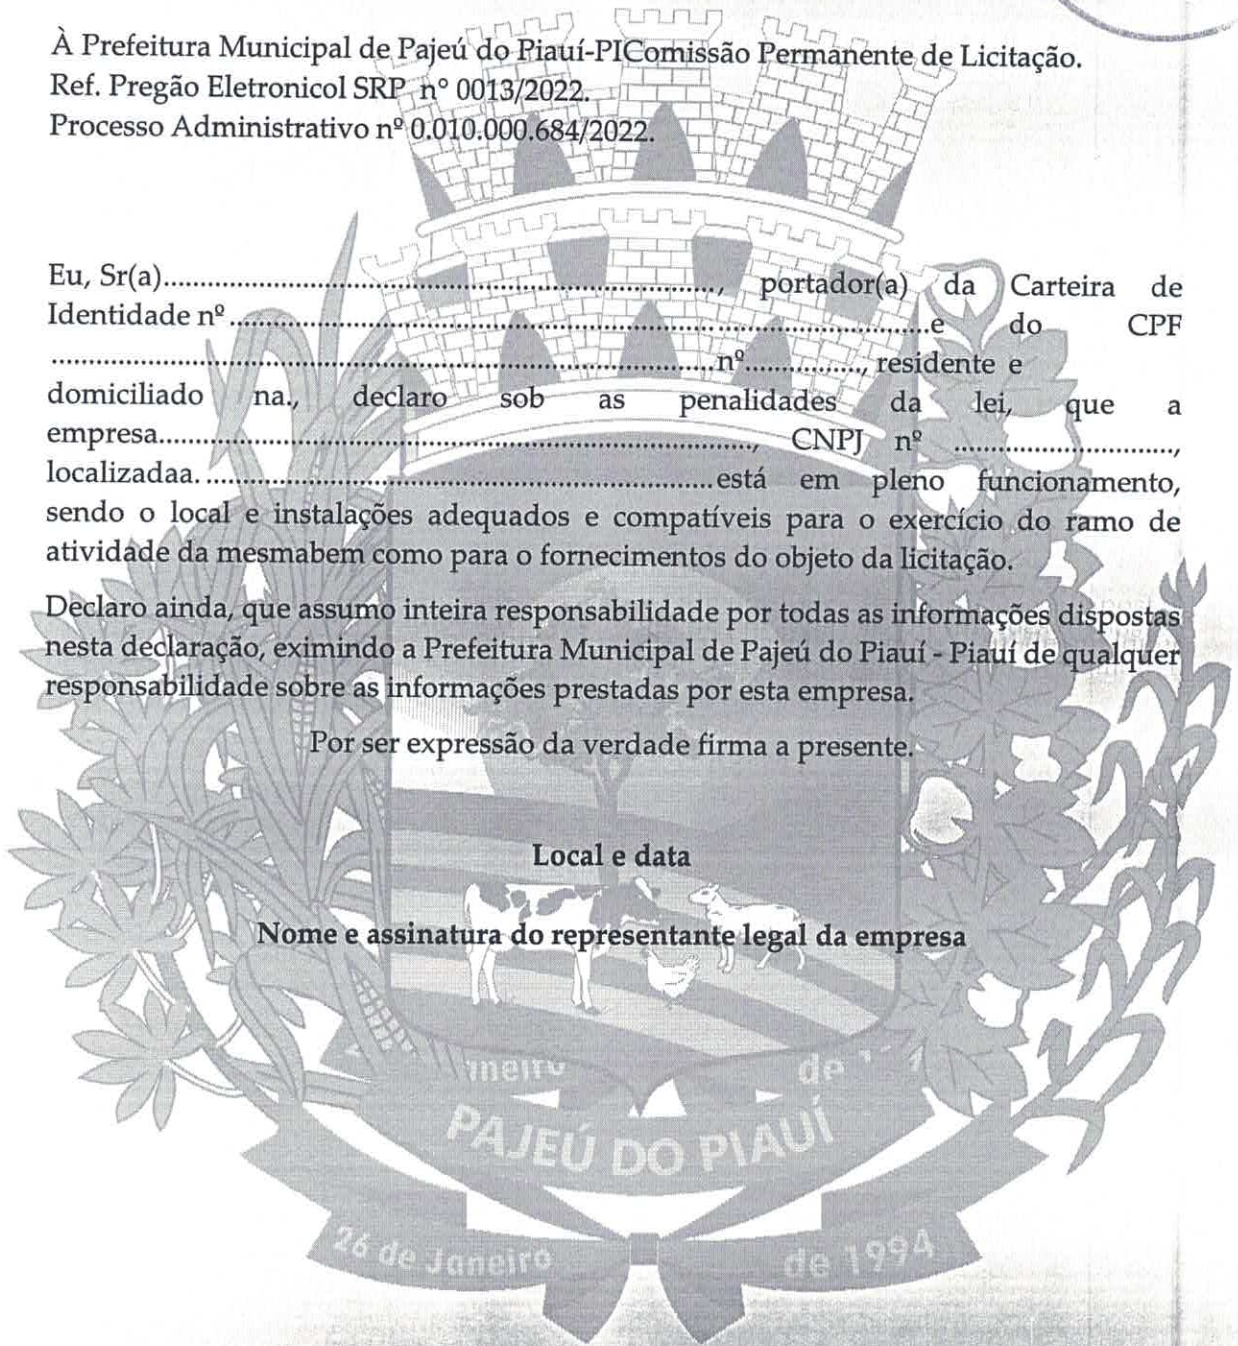 À Prefeitura Municipal de Pajeú do Piauí-PIComissão Permanente de Licitação.
Ref. Pregão Eletronicol SRP nº 0013/2022.
Processo Administrativo nº 0.010.000.684/2022.
Eu, Sr(a)..........................................................................., portador(a) da Carteira de
Identidade nº ..............................................................................................e do CPF
..........................................................................................nº..............., residente e
domiciliado na., declaro sob as penalidades da lei, que a
empresa................................................................................, CNPJ nº ..............................,
localizadaa. .....................................................................está em pleno funcionamento,
sendo o local e instalações adequados e compatíveis para o exercício do ramo de
atividade da mesmabem como para o fornecimentos do objeto da licitação.
Declaro ainda, que assumo inteira responsabilidade por todas as informações dispostas
nesta declaração, eximindo a Prefeitura Municipal de Pajeú do Piauí - Piauí de qualquer
responsabilidade sobre as informações prestadas por esta empresa.
Por ser expressão da verdade firma a presente.
Local e data
Nome e assinatura do representante legal da empresa
de
PAJEÚ DO PIAUÍ
26 de Janeiro de 1994